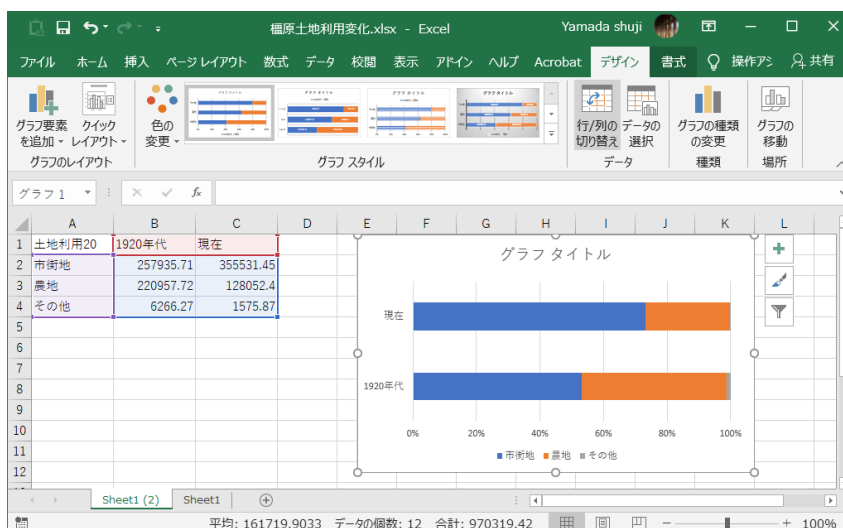 橿原土地利用変化.xlsx - Excel
Yamada shuji
ファイル ホーム 挿入 ページ レイアウト 数式 データ 校閲 表示 アドイン ヘルプ Acrobat デザイン 書式 操作アシ 共有
グラフ要素を追加 クイック レイアウト 色の変更 行/列の切り替え データの選択 グラフの種類の変更 グラフの移動
グラフのレイアウト グラフ スタイル データ 種類 場所
グラフ 1 fx
A B C D E F G H I J K L
1 土地利用20 1920年代 現在
2 市街地 257935.71 355531.45
3 農地 220957.72 128052.4
4 その他 6266.27 1575.87
5
6
7
8
9
10
11
12
グラフ タイトル
現在
1920年代
0% 20% 40% 60% 80% 100%
市街地 農地 その他
Sheet1 (2) Sheet1
平均: 161719.9033 データの個数: 12 合計: 970319.42 100%